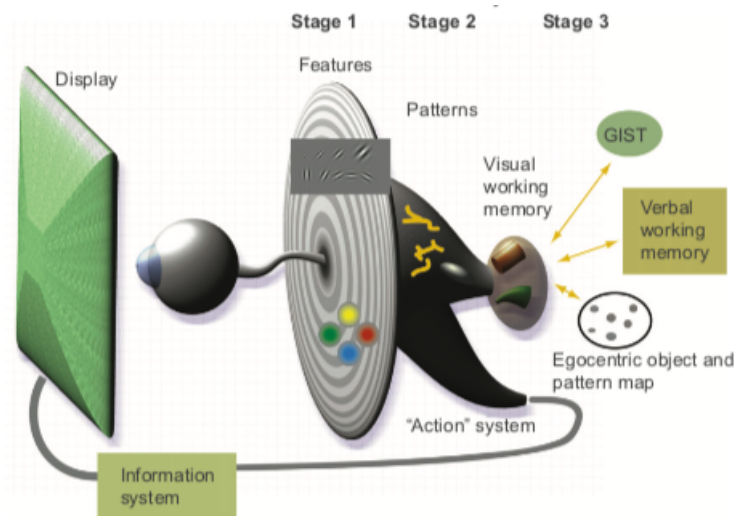 Stage 1
Stage 2
Stage 3
Features
Display
Patterns
GIST
Visual
working
memory
Verbal
working
memory
Egocentric object and
pattern map
"Action" system
Information
system